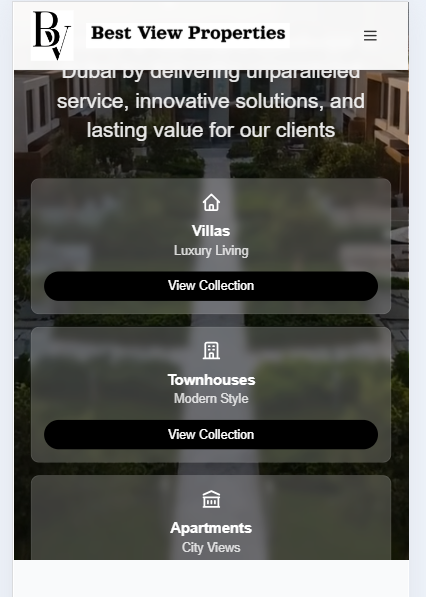 BV
Best View Properties
Dubai by delivering unparalleled
service, innovative solutions, and
lasting value for our clients
Villas
Luxury Living
View Collection
Townhouses
Modern Style
View Collection
Apartments
City Views